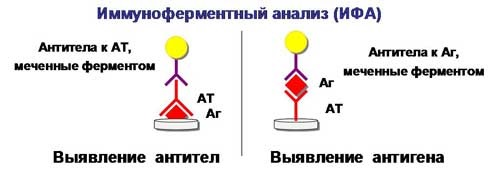 Иммуноферментный анализ (ИФА)
Антитела к АТ,
меченные ферментом
АТ
Аг
Выявление антител
Антитела к Аг,
меченные ферментом
Аг
АТ
Выявление антигена